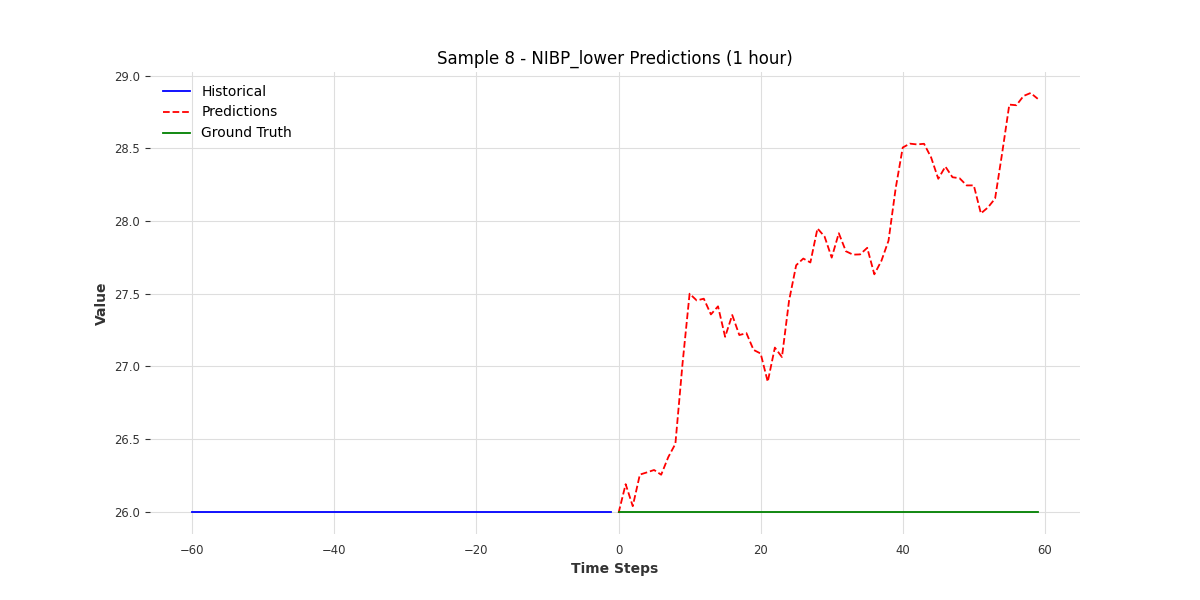 Sample 8 - NIBP_lower Predictions (1 hour)
Historical
Predictions
Ground Truth
29.0
28.5
28.0
27.5
27.0
26.5
26.0
Value
−60 −40 −20 0 20 40 60
Time Steps